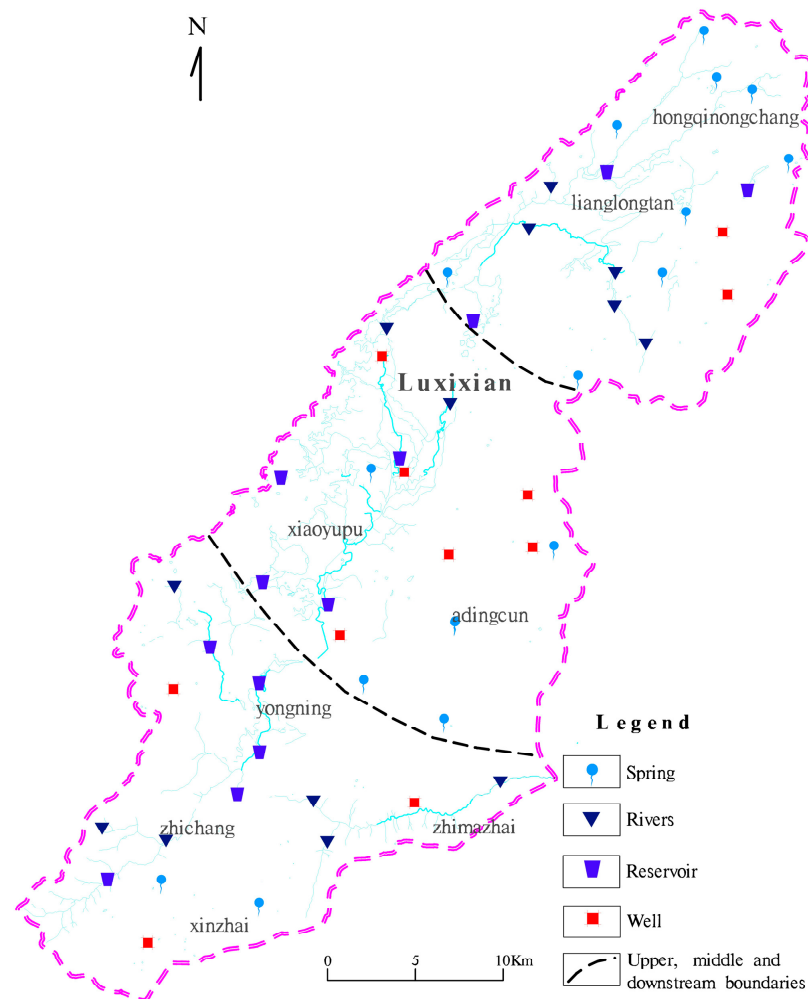 N
hongqinongchang
lianglongtan
Luxixian
xiaoyupu
adingcun
yongning
Legend
Spring
Rivers
zhichang
zhimazhai
Reservoir
Well
xinzhai
0 5 10Km
Upper, middle and
downstream boundaries